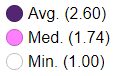 Avg. (2.60)
Med. (1.74)
Min. (1.00)